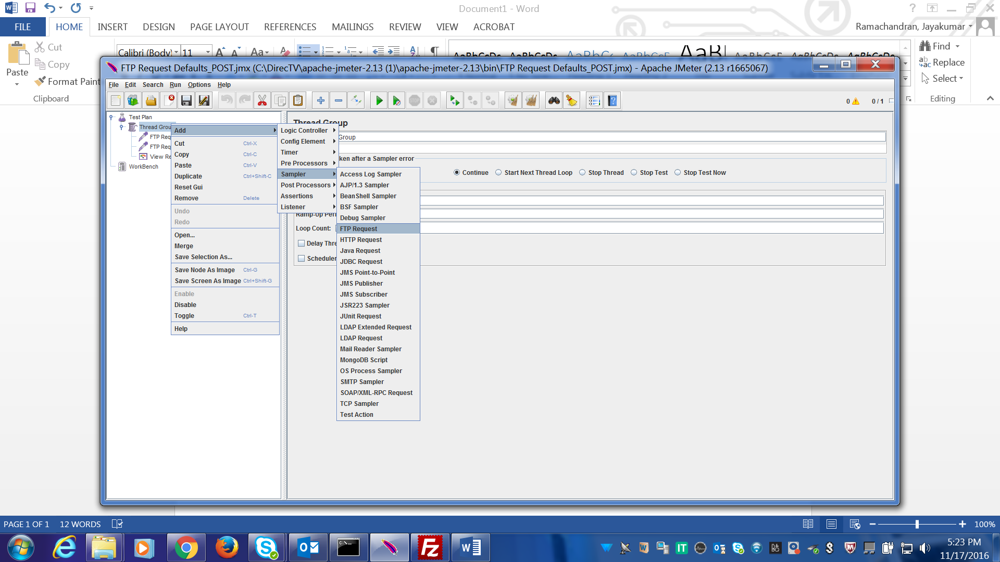 Document1 - Word
FILE HOME INSERT DESIGN PAGE LAYOUT REFERENCES MAILINGS REVIEW VIEW ACROBAT
Ramachandran, Jayakumar
Paste
Cut
Copy
Format Paint
Clipboard
Calibri (Body) 11
Find
Replace
Select
Editing
FTP Request Defaults_POST.jmx (C:\DirecTV\apache-jmeter-2.13 (1)\apache-jmeter-2.13\bin\FTP Request Defaults_POST.jmx) - Apache JMeter (2.13 r1665067)
File Edit Search Run Options Help
0 0 / 1
Test Plan
Thread Grou
FTP Req
FTP Req
View Re
WorkBench
Add
Cut Ctrl-X
Copy Ctrl-C
Paste Ctrl-V
Duplicate Ctrl+Shift-C
Reset Gui
Remove Delete
Undo
Redo
Open...
Merge
Save Selection As...
Save Node As Image Ctrl-G
Save Screen As Image Ctrl+Shift-G
Enable
Disable
Toggle Ctrl-T
Help
Logic Controller
Config Element
Timer
Pre Processors
Sampler
Post Processors
Assertions
Listener
Access Log Sampler
AJP/1.3 Sampler
BeanShell Sampler
BSF Sampler
Debug Sampler
FTP Request
HTTP Request
Java Request
JDBC Request
JMS Point-to-Point
JMS Publisher
JMS Subscriber
JSR223 Sampler
JUnit Request
LDAP Extended Request
LDAP Request
Mail Reader Sampler
MongoDB Script
OS Process Sampler
SMTP Sampler
SOAP/XML-RPC Request
TCP Sampler
Test Action
Thread Group
Group
ken after a Sampler error
Continue Start Next Thread Loop Stop Thread Stop Test Stop Test Now
Ramp-Up Peri
Loop Count:
Delay Thre
Scheduler
PAGE 1 OF 1 12 WORDS
100%
5:23 PM
11/17/2016